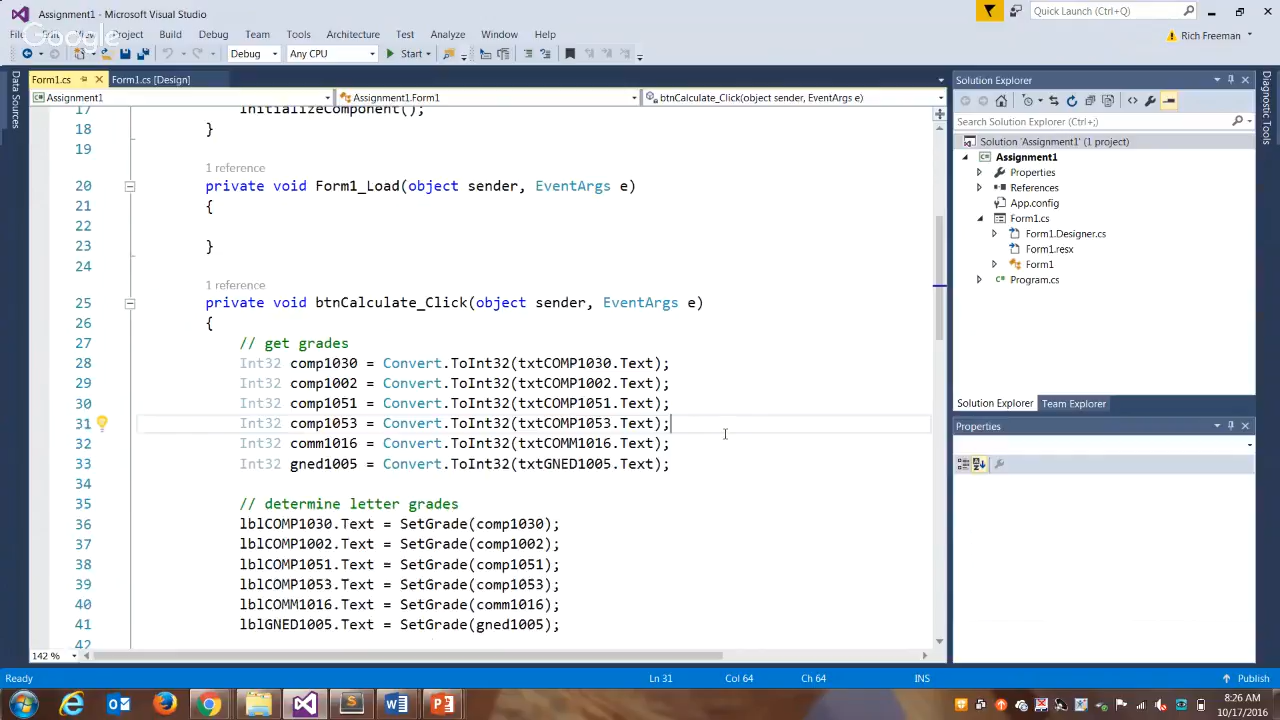 Assignment1 - Microsoft Visual Studio
Quick Launch (Ctrl+Q)
Google
Build Debug Team Tools Architecture Test Analyze Window Help
Rich Freeman
Debug Any CPU Start
Form1.cs Form1.cs [Design]
Assignment1 Assignment1.Form1 btnCalculate_Click(object sender, EventArgs e)
Data Sources
17 InitializeComponent();
18 }
19
1 reference
20 private void Form1_Load(object sender, EventArgs e)
21 {
22
23 }
24
1 reference
25 private void btnCalculate_Click(object sender, EventArgs e)
26 {
27 // get grades
28 Int32 comp1030 = Convert.ToInt32(txtCOMP1030.Text);
29 Int32 comp1002 = Convert.ToInt32(txtCOMP1002.Text);
30 Int32 comp1051 = Convert.ToInt32(txtCOMP1051.Text);
31 Int32 comp1053 = Convert.ToInt32(txtCOMP1053.Text);
32 Int32 comm1016 = Convert.ToInt32(txtCOMM1016.Text);
33 Int32 gned1005 = Convert.ToInt32(txtGNED1005.Text);
34
35 // determine letter grades
36 lblCOMP1030.Text = SetGrade(comp1030);
37 lblCOMP1002.Text = SetGrade(comp1002);
38 lblCOMP1051.Text = SetGrade(comp1051);
39 lblCOMP1053.Text = SetGrade(comp1053);
40 lblCOMM1016.Text = SetGrade(comm1016);
41 lblGNED1005.Text = SetGrade(gned1005);
42
142 %
Solution Explorer
Search Solution Explorer (Ctrl+;)
Solution 'Assignment1' (1 project)
Assignment1
Properties
References
App.config
Form1.cs
Form1.Designer.cs
Form1.resx
Form1
Program.cs
Solution Explorer Team Explorer
Properties
Diagnostic Tools
Ready Ln 31 Col 64 Ch 64 INS Publish
8:26 AM
10/17/2016